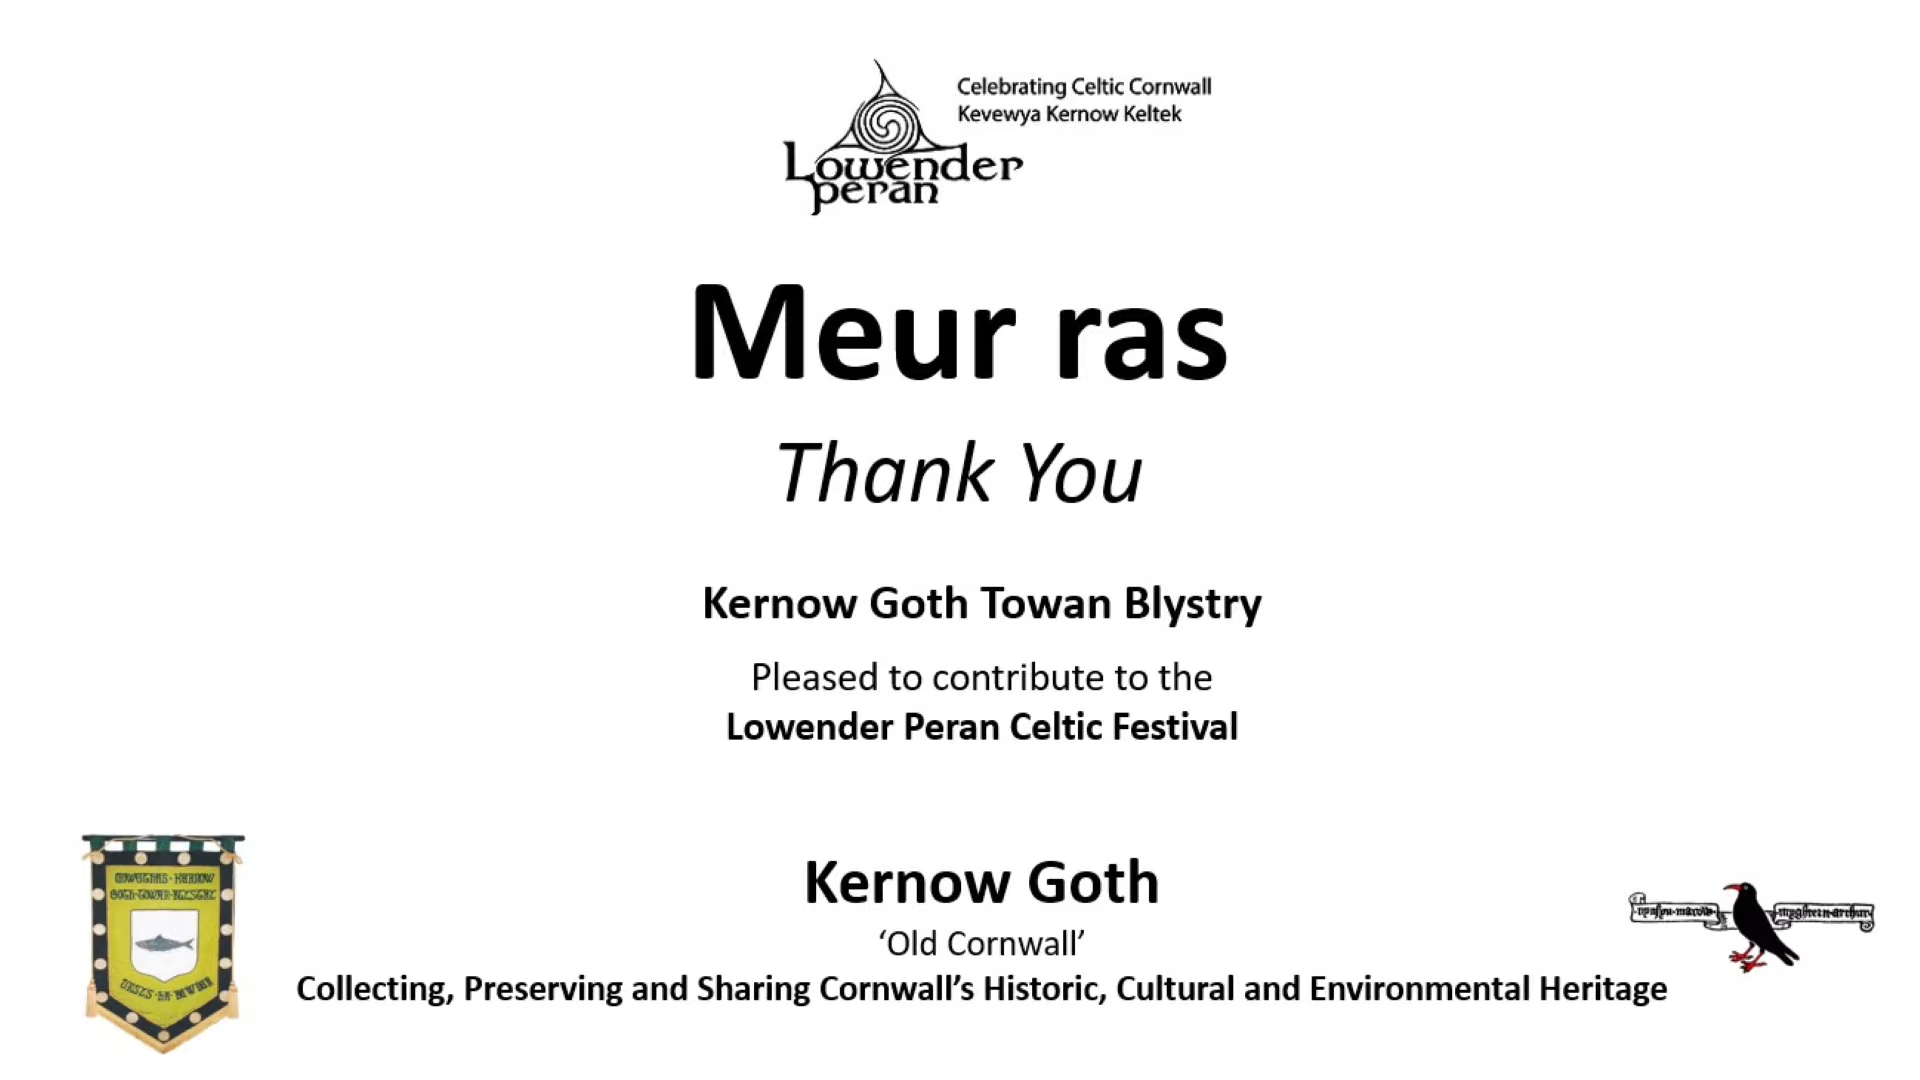 Celebrating Celtic Cornwall
Kevewya Kernow Keltek
Lowender
peran
Meur ras
Thank You
Kernow Goth Towan Blystry
Pleased to contribute to the
Lowender Peran Celtic Festival
Kernow Goth
‘Old Cornwall’
Collecting, Preserving and Sharing Cornwall’s Historic, Cultural and Environmental Heritage